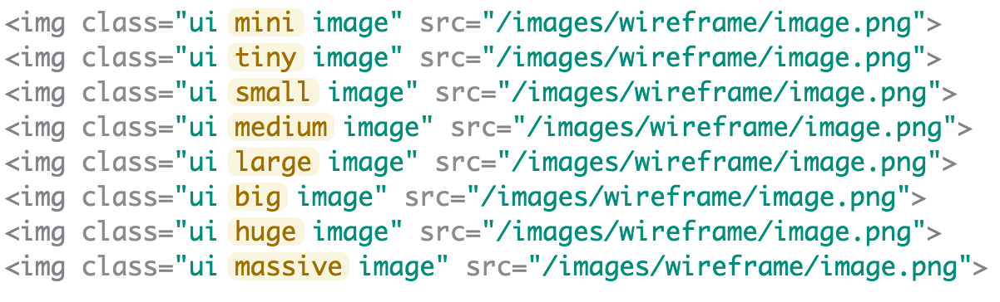 <img class="ui mini image" src="/images/wireframe/image.png">
<img class="ui tiny image" src="/images/wireframe/image.png">
<img class="ui small image" src="/images/wireframe/image.png">
<img class="ui medium image" src="/images/wireframe/image.png">
<img class="ui large image" src="/images/wireframe/image.png">
<img class="ui big image" src="/images/wireframe/image.png">
<img class="ui huge image" src="/images/wireframe/image.png">
<img class="ui massive image" src="/images/wireframe/image.png">